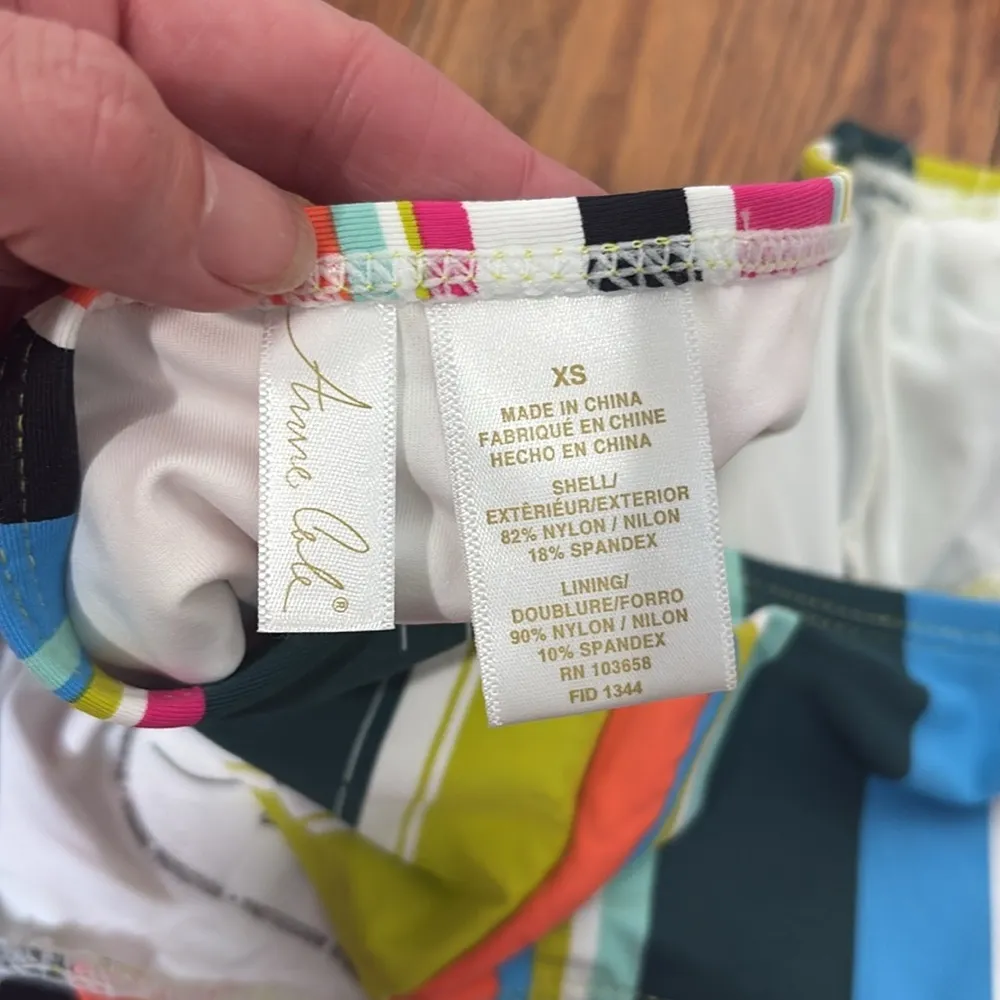 Anne Cole®
XS
MADE IN CHINA
FABRIQUÉ EN CHINE
HECHO EN CHINA
SHELL/
EXTÈRIÉUR/EXTERIOR
82% NYLON / NILON
18% SPANDEX
LINING/
DOUBLURE/FORRO
90% NYLON / NILON
10% SPANDEX
RN 103658
FID 1344